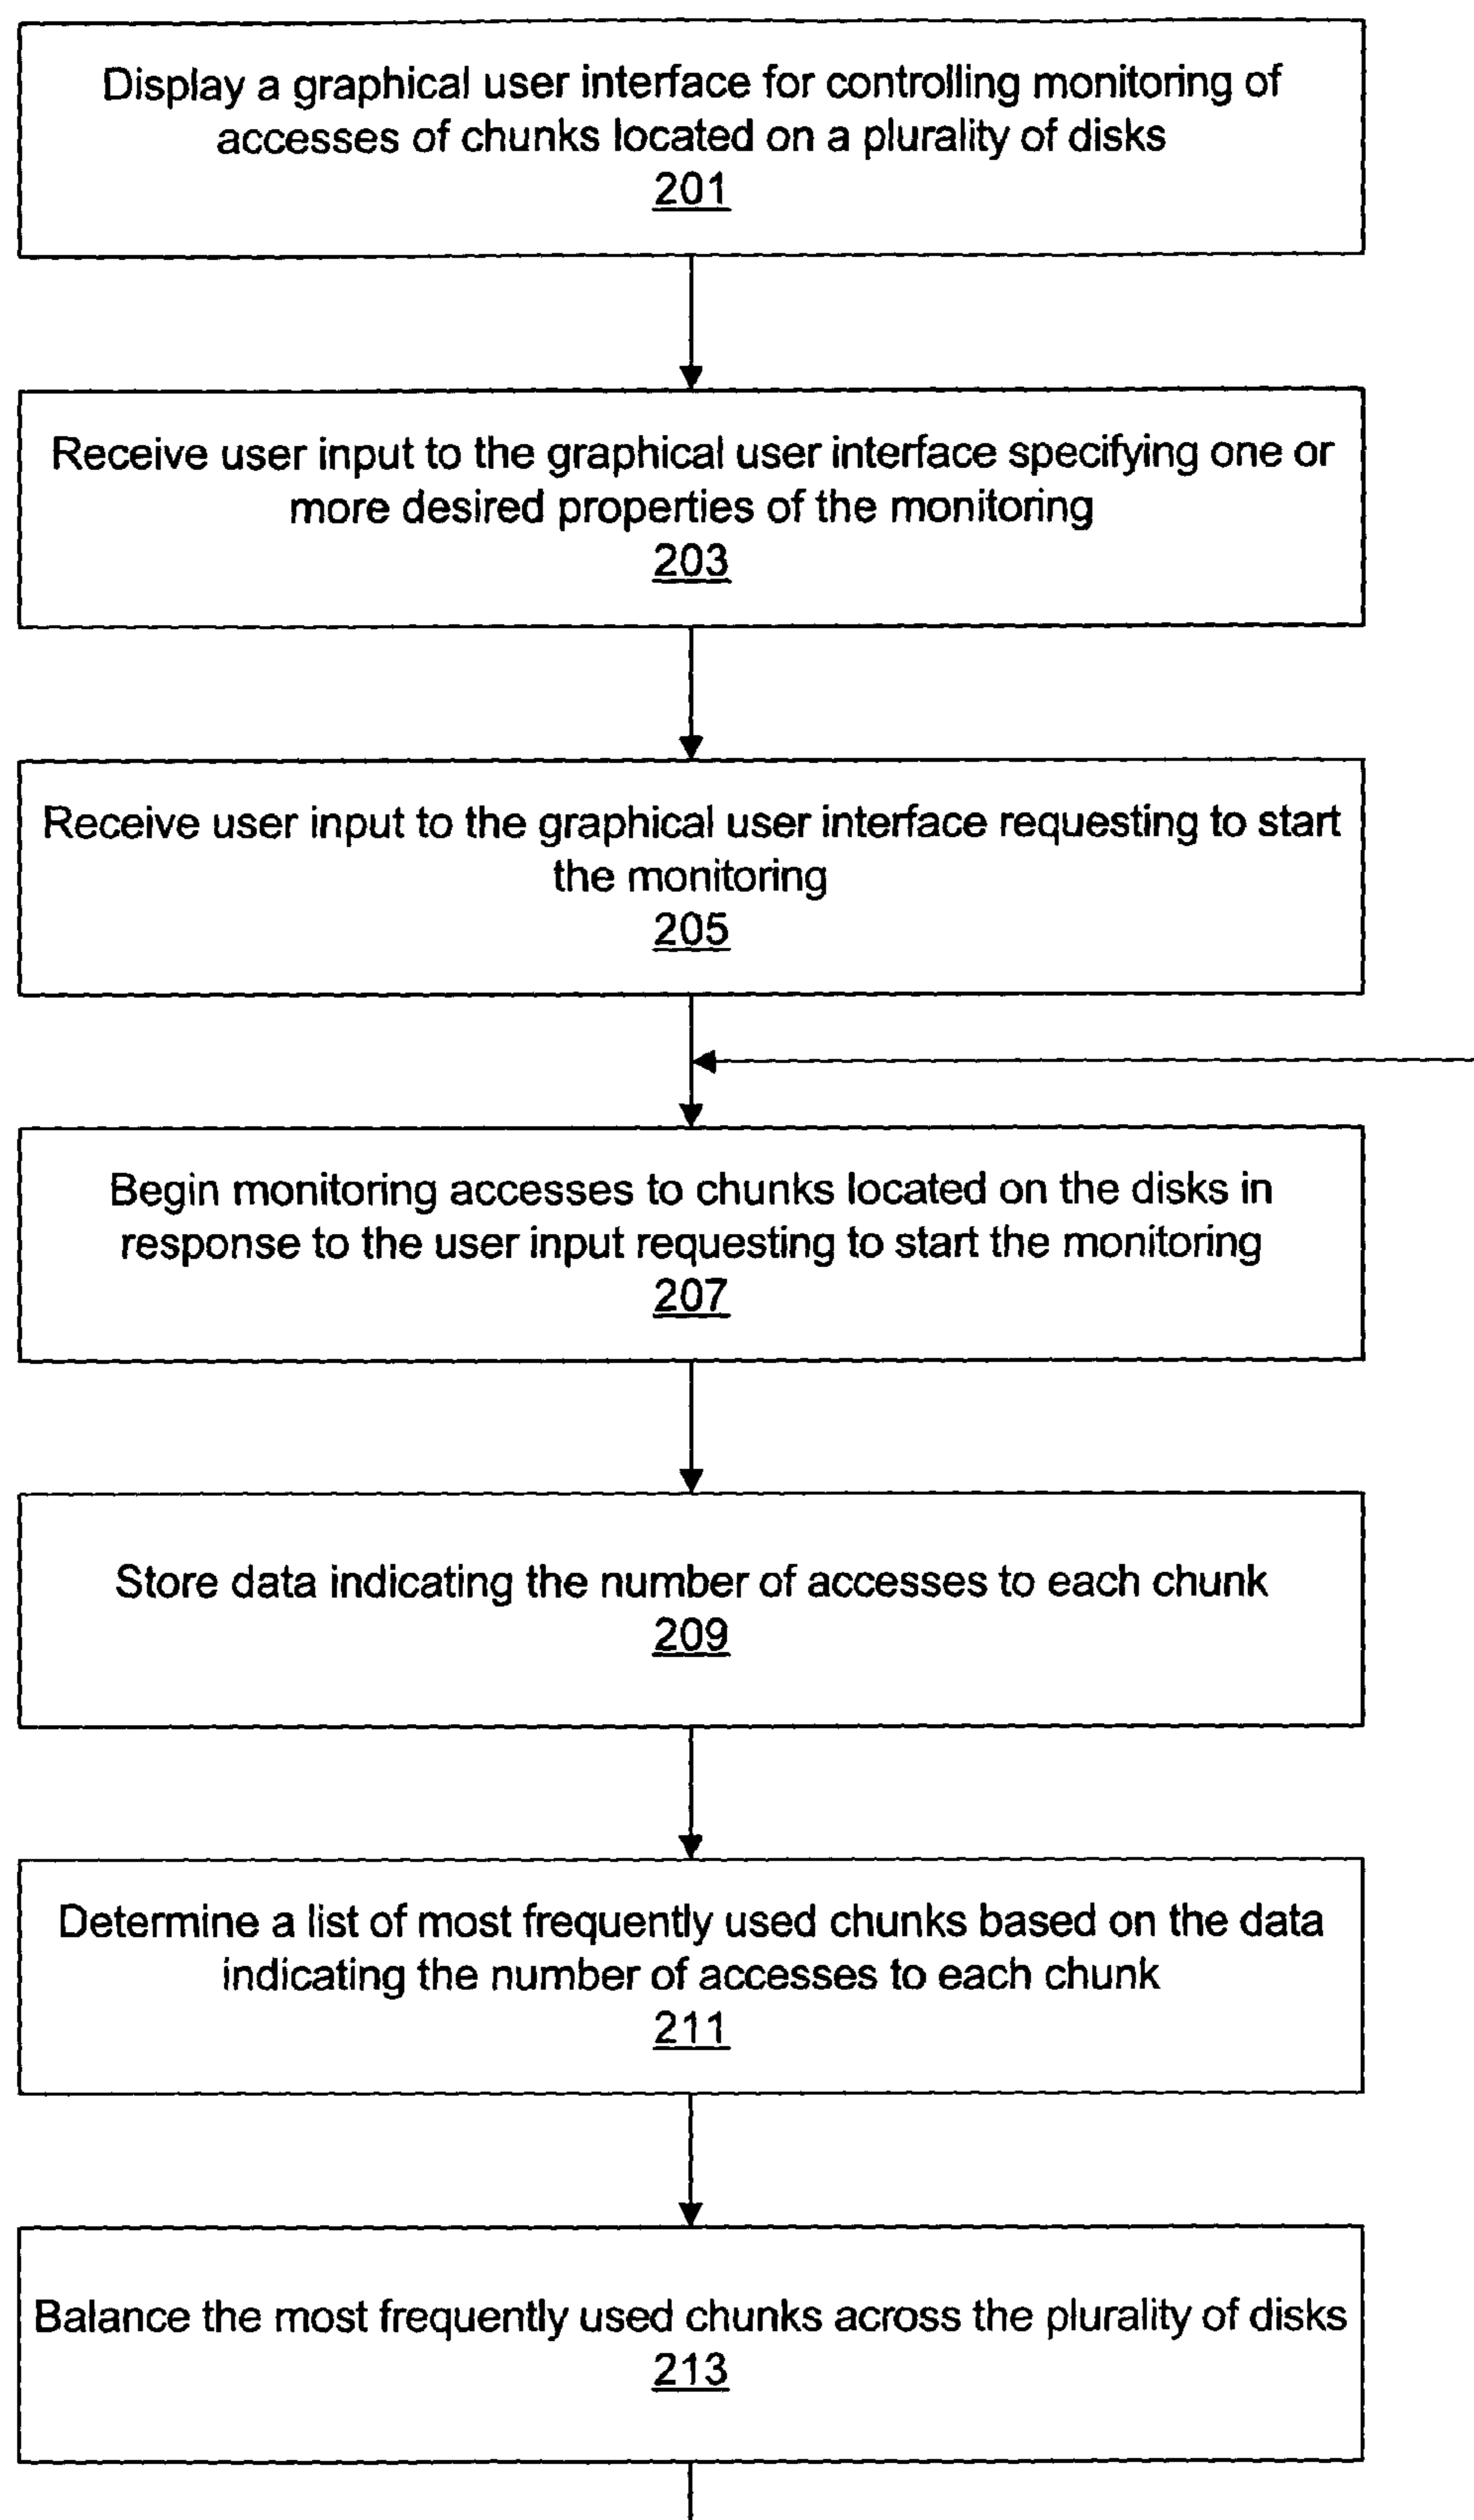 Display a graphical user interface for controlling monitoring of
accesses of chunks located on a plurality of disks
201
Receive user input to the graphical user interface specifying one or
more desired properties of the monitoring
203
Receive user input to the graphical user interface requesting to start
the monitoring
205
Begin monitoring accesses to chunks located on the disks in
response to the user input requesting to start the monitoring
207
Store data indicating the number of accesses to each chunk
209
Determine a list of most frequently used chunks based on the data
indicating the number of accesses to each chunk
211
Balance the most frequently used chunks across the plurality of disks
213